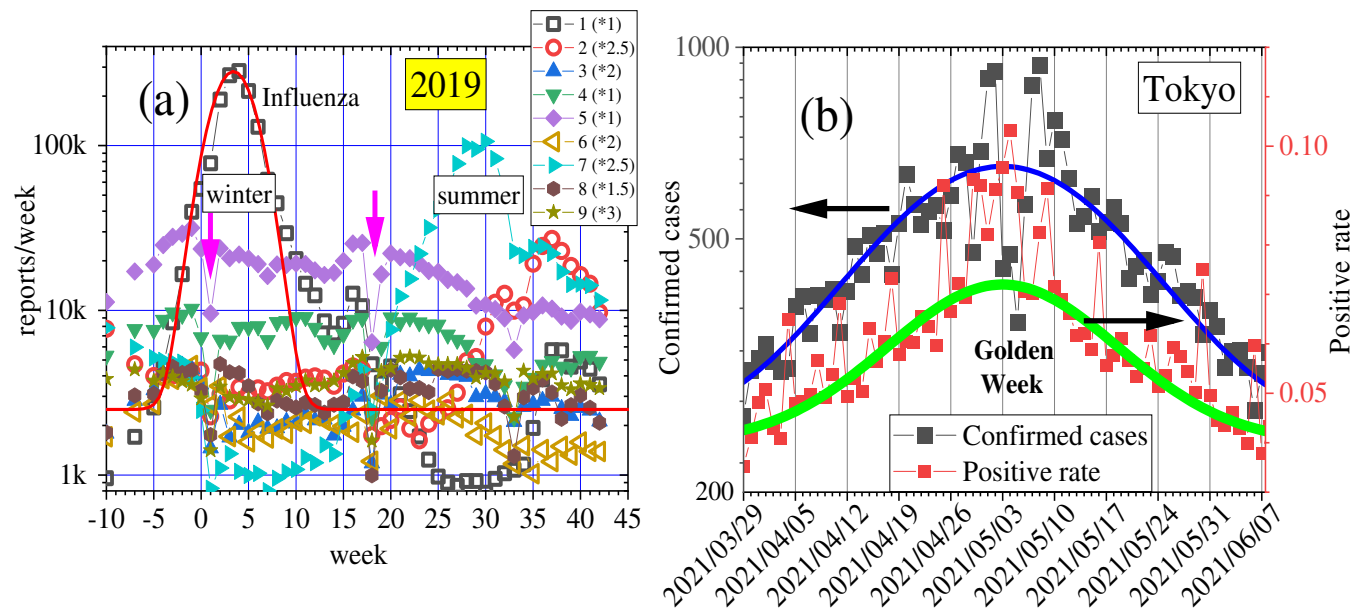 (a)
Influenza
2019
winter
summer
1 (*1)
2 (*2.5)
3 (*2)
4 (*1)
5 (*1)
6 (*2)
7 (*2.5)
8 (*1.5)
9 (*3)
reports/week
100k
10k
1k
-10 -5 0 5 10 15 20 25 30 35 40 45
week
(b)
Tokyo
Confirmed cases
1000
500
200
Golden
Week
Confirmed cases
Positive rate
0.10
0.05
Positive rate
2021/03/29
2021/04/05
2021/04/12
2021/04/19
2021/04/26
2021/05/03
2021/05/10
2021/05/17
2021/05/24
2021/05/31
2021/06/07